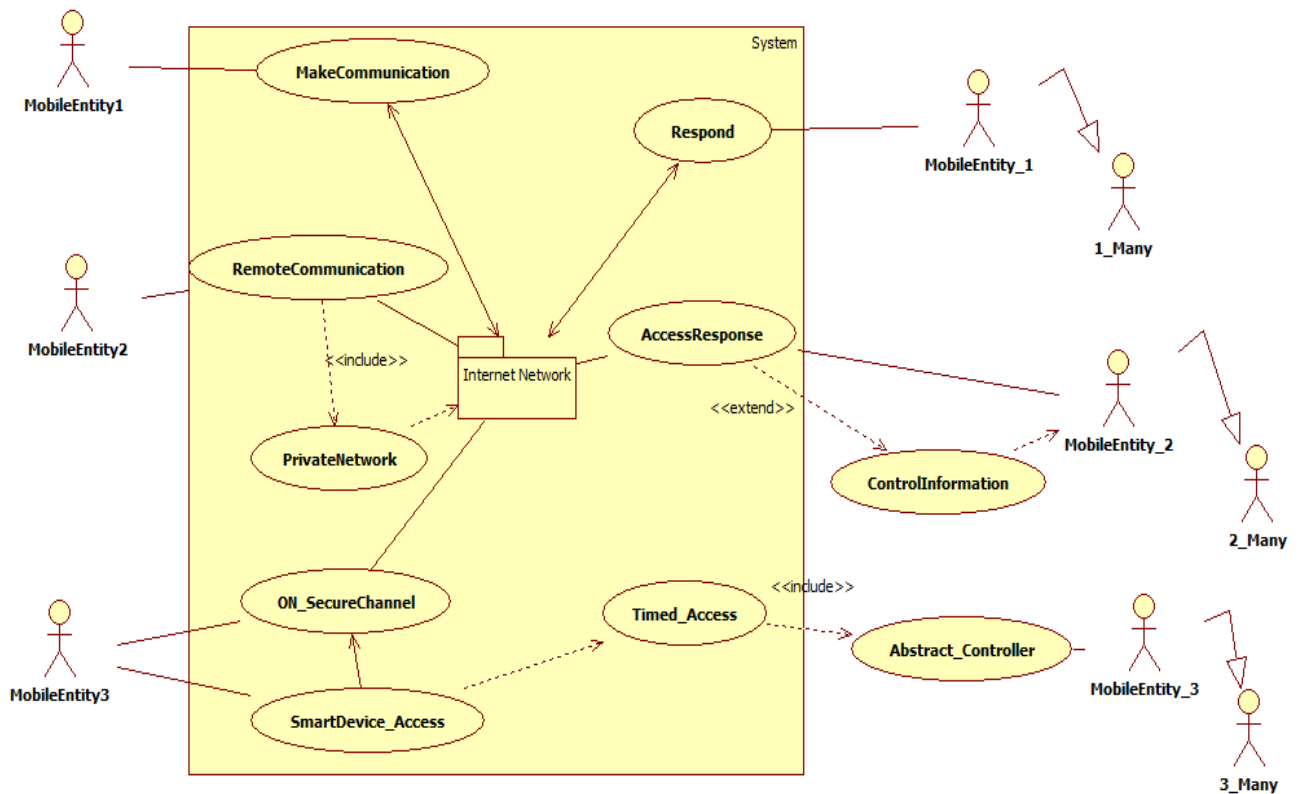 System
MakeCommunication
MobileEntity1
Respond
MobileEntity_1
1_Many
RemoteCommunication
MobileEntity2
<<include>>
Internet Network
AccessResponse
<<extend>>
MobileEntity_2
PrivateNetwork
ControlInformation
2_Many
ON_SecureChannel
Timed_Access
<<include>>
Abstract_Controller
MobileEntity3
SmartDevice_Access
MobileEntity_3
3_Many